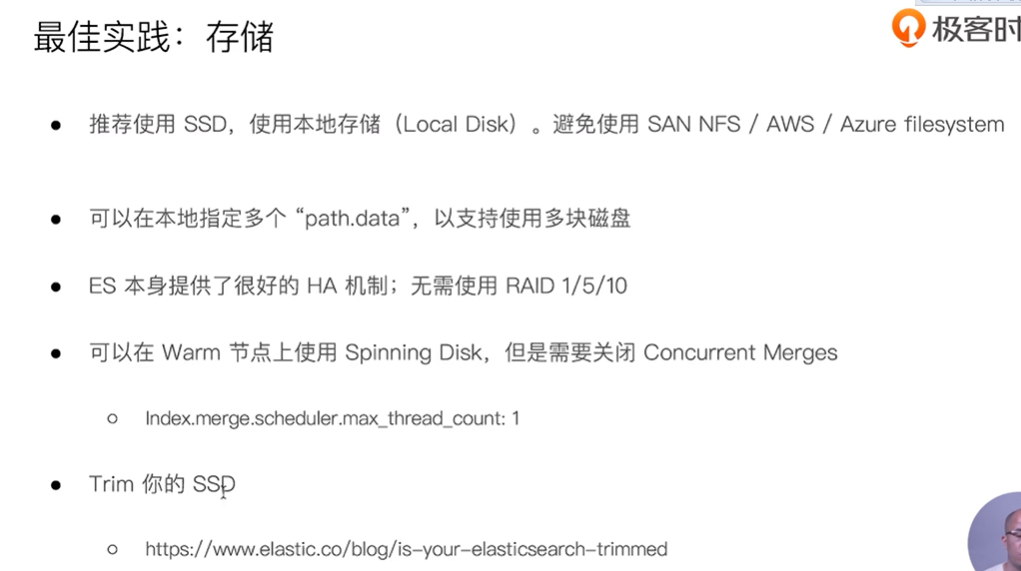 最佳实践：存储
极客时
● 推荐使用 SSD，使用本地存储（Local Disk）。避免使用 SAN NFS / AWS / Azure filesystem
● 可以在本地指定多个 “path.data”，以支持使用多块磁盘
● ES 本身提供了很好的 HA 机制；无需使用 RAID 1/5/10
● 可以在 Warm 节点上使用 Spinning Disk，但是需要关闭 Concurrent Merges
○ Index.merge.scheduler.max_thread_count: 1
● Trim 你的 SSD
○ https://www.elastic.co/blog/is-your-elasticsearch-trimmed